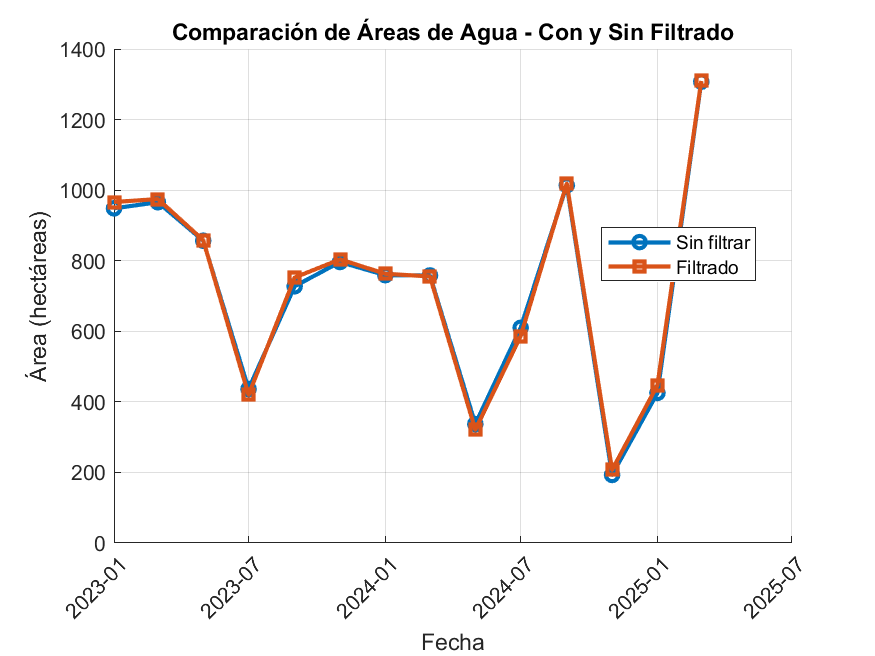 Comparación de Áreas de Agua - Con y Sin Filtrado
1400
1200
1000
800
600
400
200
0
Área (hectáreas)
Sin filtrar
Filtrado
2023-01
2023-07
2024-01
2024-07
2025-01
2025-07
Fecha